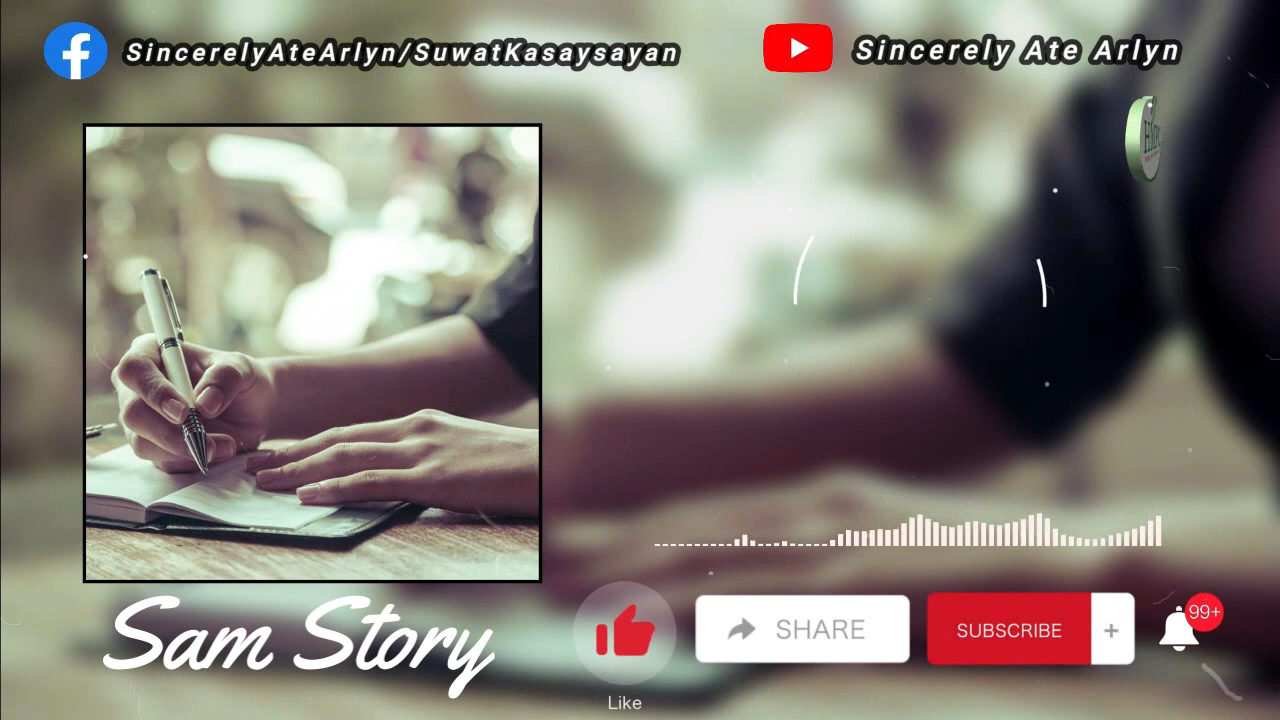 SincerelyAteArlyn/SuwatKasaysayan
Sincerely Ate Arlyn
Sam Story
Like
SHARE
SUBSCRIBE +
99+